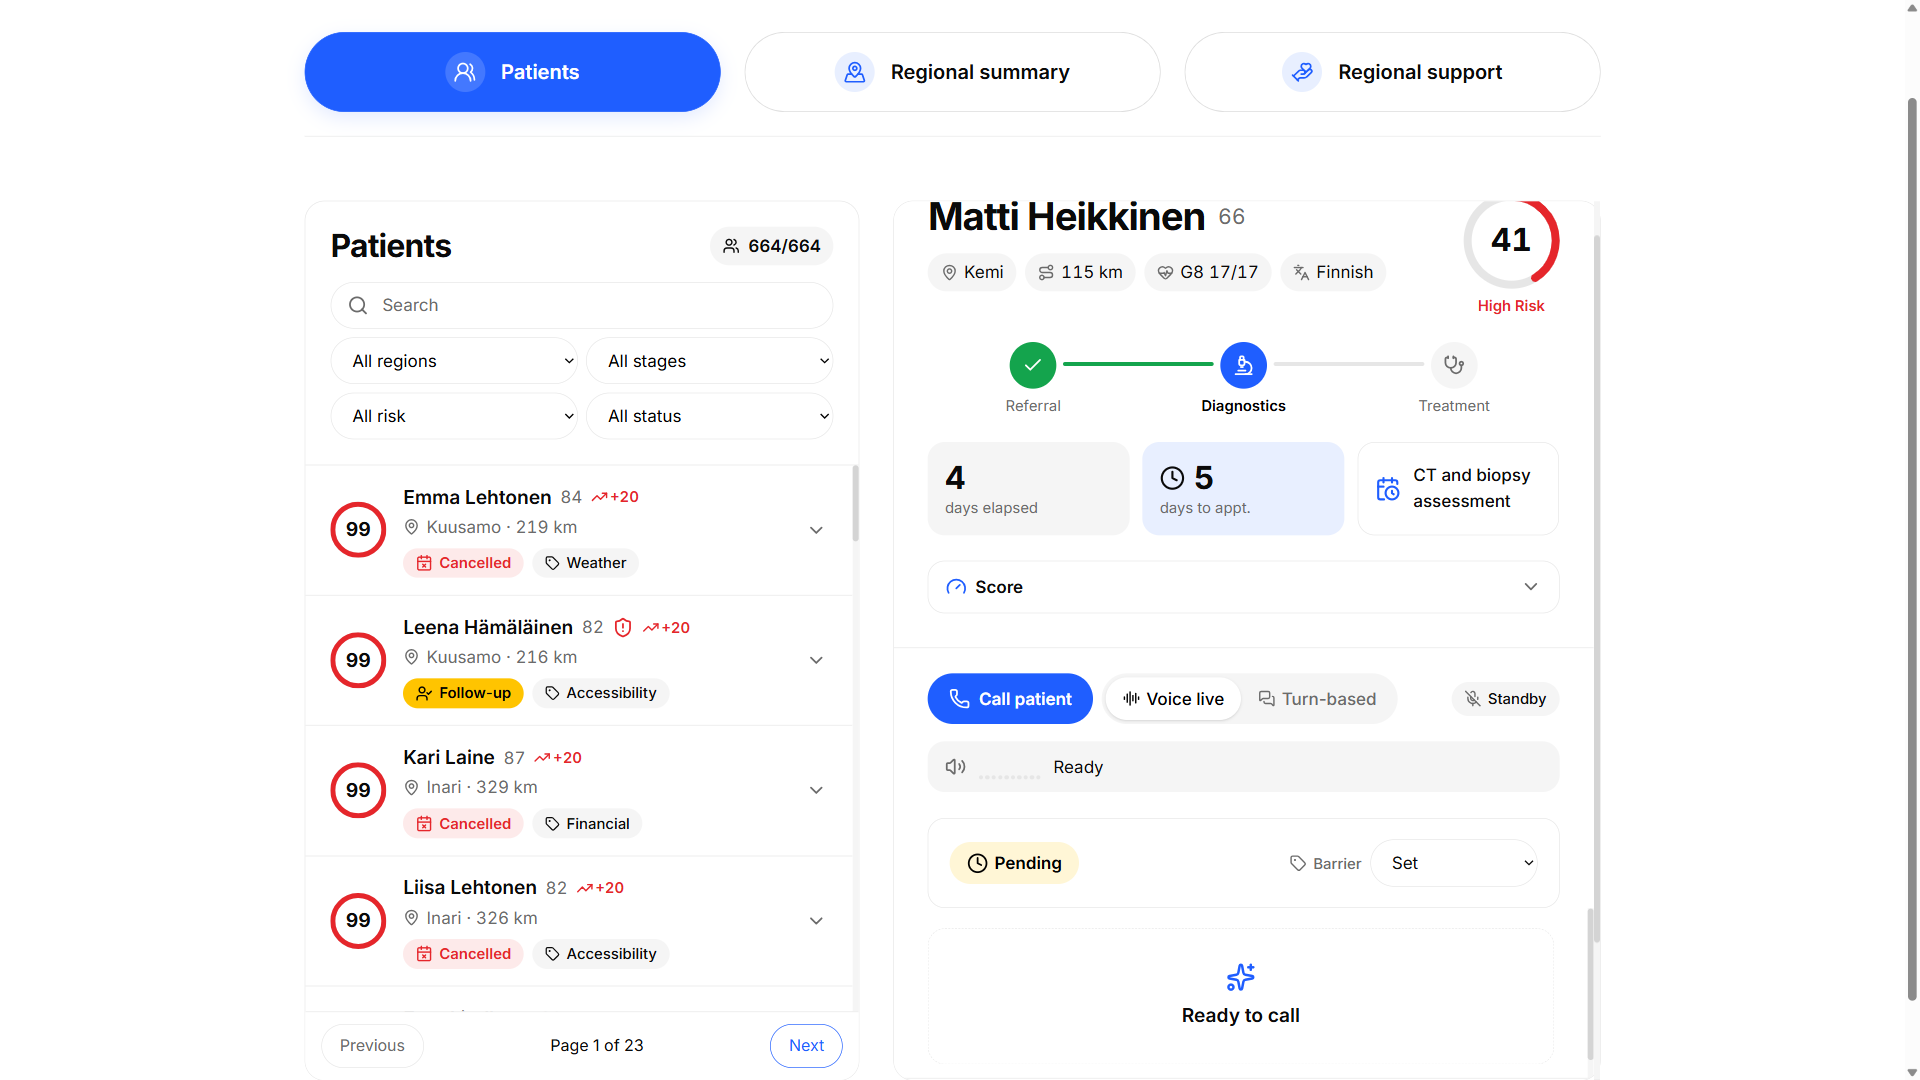 Patients
Regional summary
Regional support
Patients
664/664
Search
All regions
All stages
All risk
All status
99
Emma Lehtonen 84 +20
Kuusamo · 219 km
Cancelled
Weather
99
Leena Hämäläinen 82 +20
Kuusamo · 216 km
Follow-up
Accessibility
99
Kari Laine 87 +20
Inari · 329 km
Cancelled
Financial
99
Liisa Lehtonen 82 +20
Inari · 326 km
Cancelled
Accessibility
Previous
Page 1 of 23
Next
Matti Heikkinen 66
Kemi
115 km
G8 17/17
Finnish
41
High Risk
Referral
Diagnostics
Treatment
4
days elapsed
5
days to appt.
CT and biopsy
assessment
Score
Call patient
Voice live
Turn-based
Standby
Ready
Pending
Barrier
Set
Ready to call